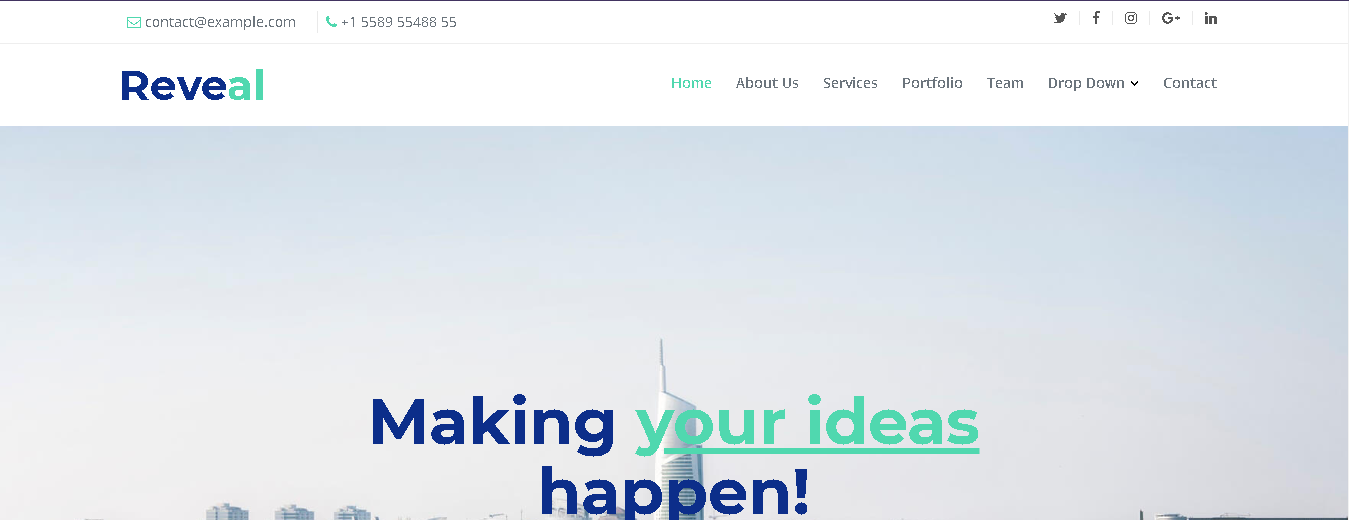 contact@example.com +1 5589 55488 55
Reveal
Home About Us Services Portfolio Team Drop Down Contact
Making your ideas
happen!